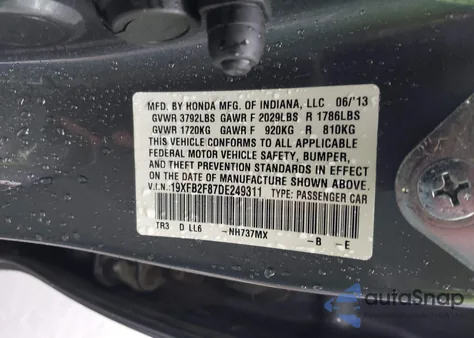 MFD. BY HONDA MFG. OF INDIANA, LLC 06/'13
GVWR 3792LBS GAWR F 2029LBS R 1786LBS
GVWR 1720KG GAWR F 920KG R 810KG
THIS VEHICLE CONFORMS TO ALL APPLICABLE
FEDERAL MOTOR VEHICLE SAFETY, BUMPER,
AND THEFT PREVENTION STANDARDS IN EFFECT
ON THE DATE OF MANUFACTURE SHOWN ABOVE.
V.I.N.:19XFB2F87DE249311 TYPE: PASSENGER CAR
TR3 D LL6 -NH737MX -B -E
autoSnap